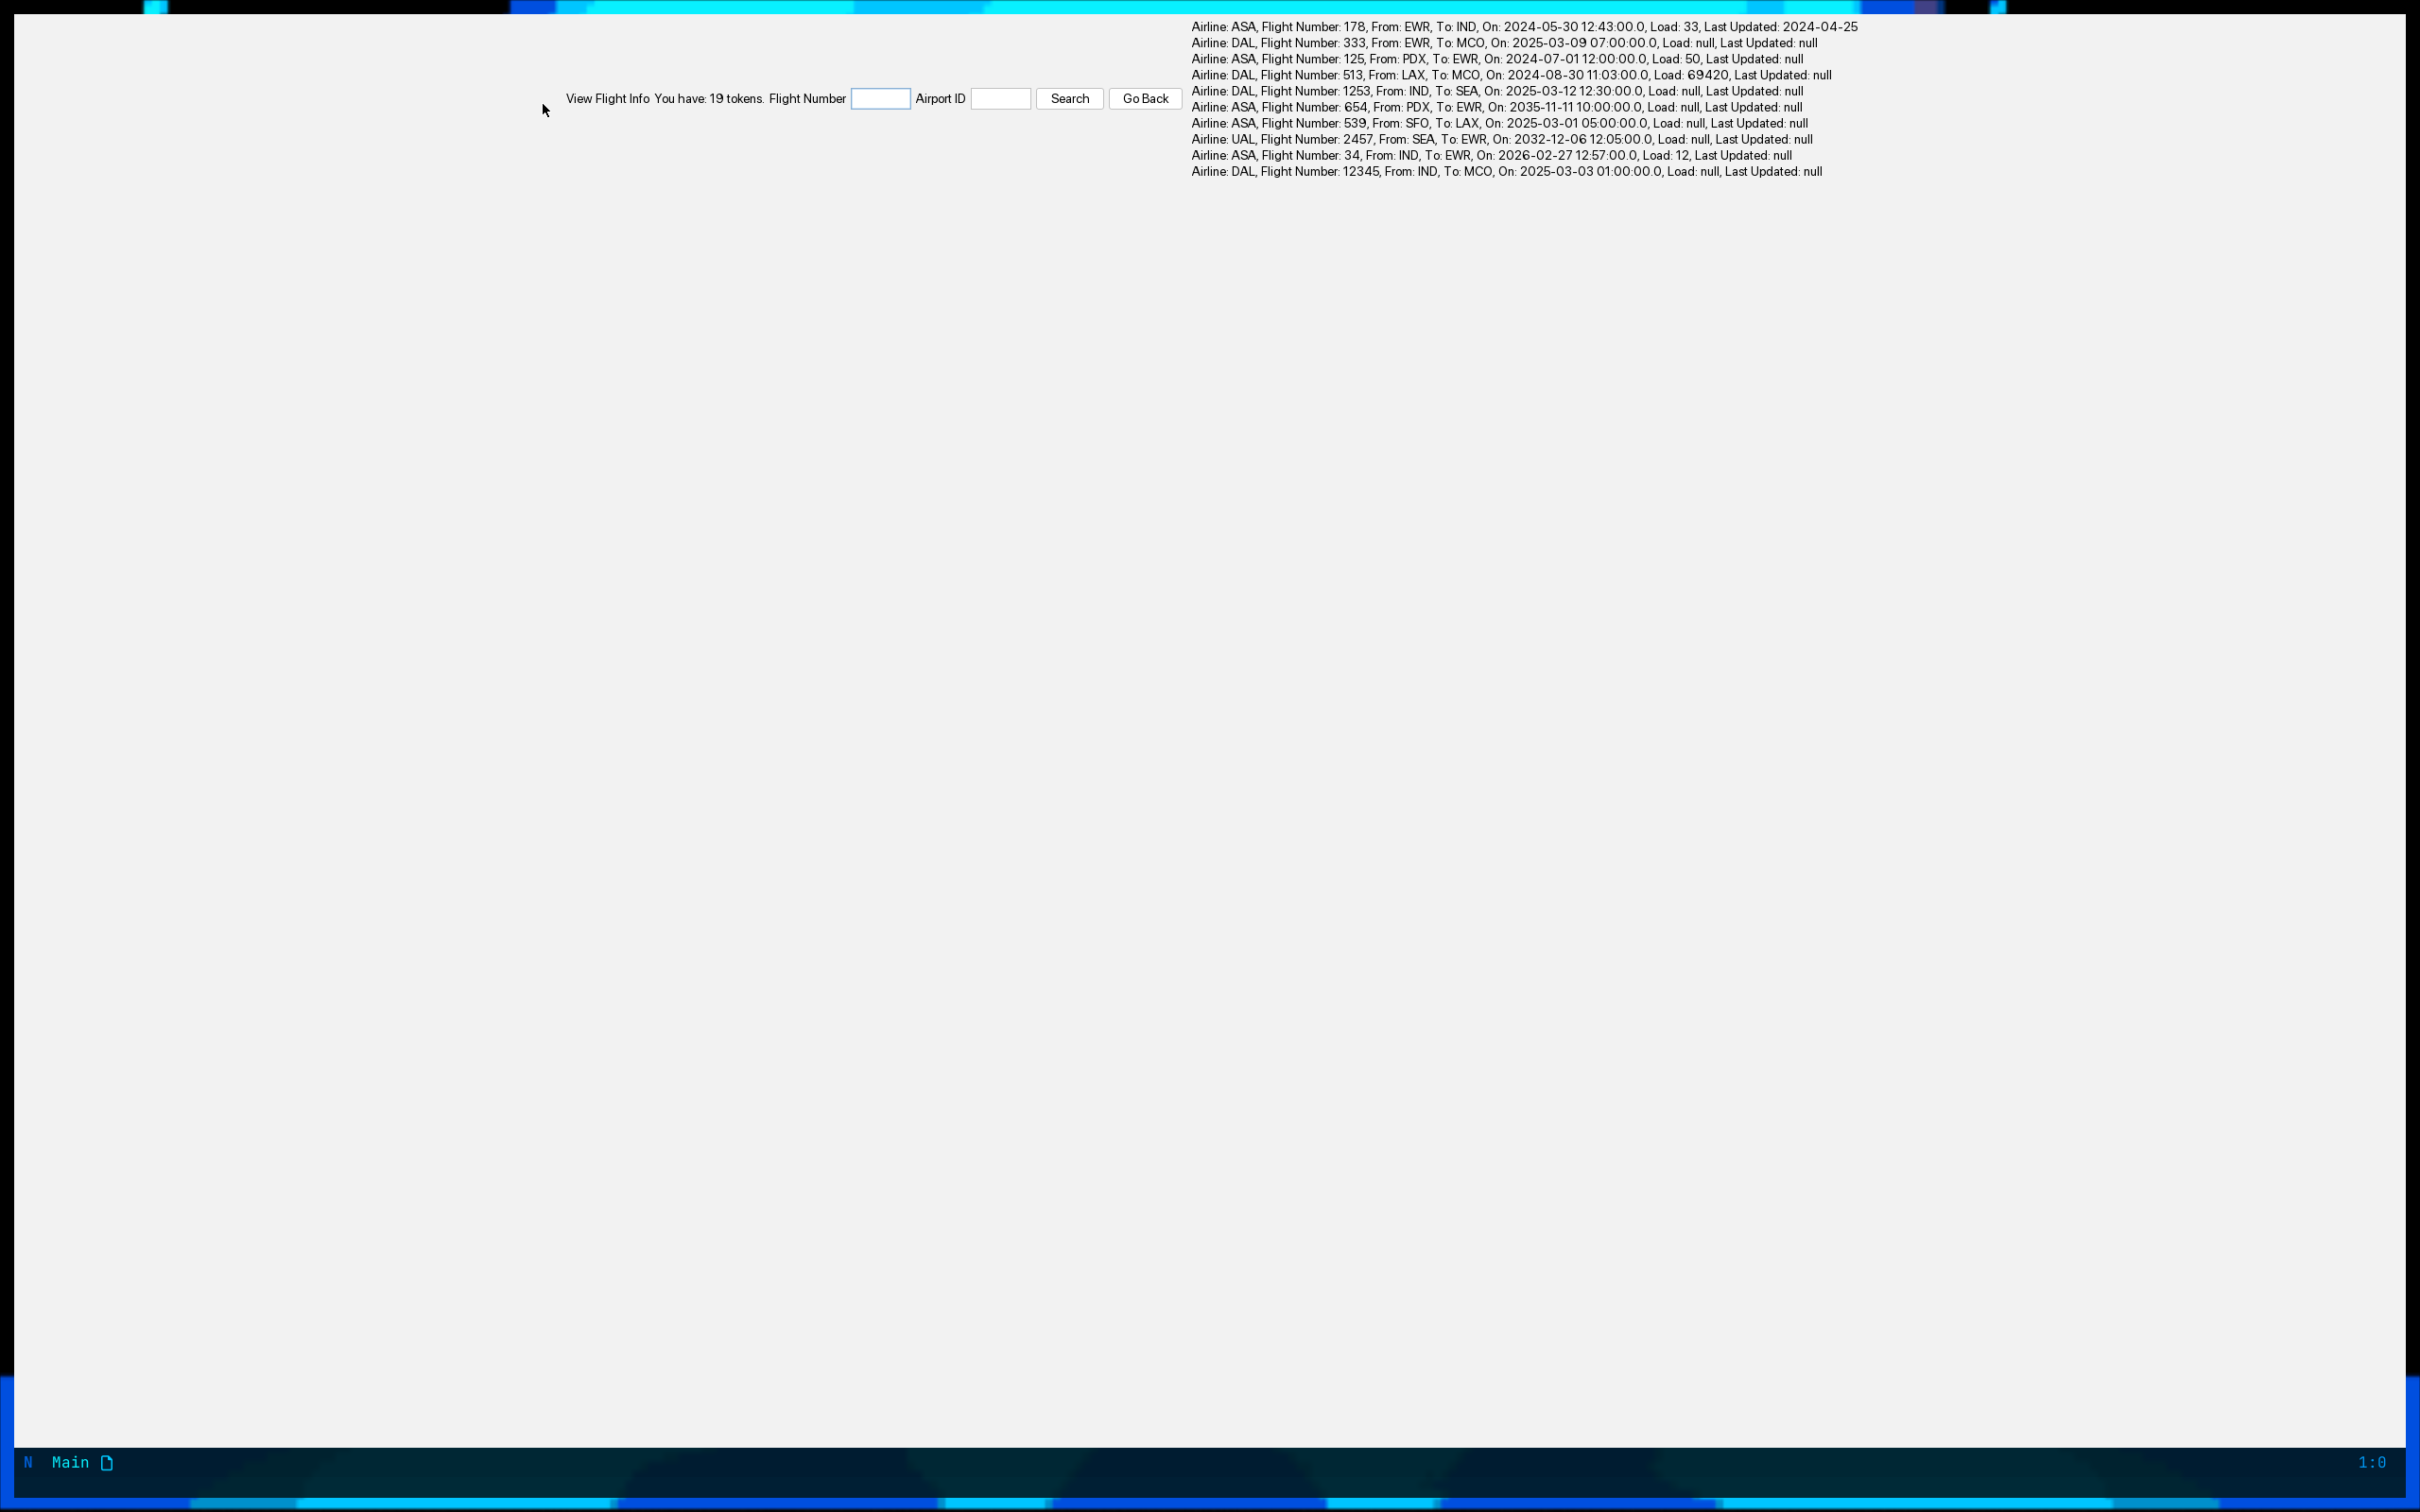 View Flight Info You have: 19 tokens. Flight Number Airport ID Search Go Back
Airline: ASA, Flight Number: 178, From: EWR, To: IND, On: 2024-05-30 12:43:00.0, Load: 33, Last Updated: 2024-04-25
Airline: DAL, Flight Number: 333, From: EWR, To: MCO, On: 2025-03-09 07:00:00.0, Load: null, Last Updated: null
Airline: ASA, Flight Number: 125, From: PDX, To: EWR, On: 2024-07-01 12:00:00.0, Load: 50, Last Updated: null
Airline: DAL, Flight Number: 513, From: LAX, To: MCO, On: 2024-08-30 11:03:00.0, Load: 69420, Last Updated: null
Airline: DAL, Flight Number: 1253, From: IND, To: SEA, On: 2025-03-12 12:30:00.0, Load: null, Last Updated: null
Airline: ASA, Flight Number: 654, From: PDX, To: EWR, On: 2035-11-11 10:00:00.0, Load: null, Last Updated: null
Airline: ASA, Flight Number: 539, From: SFO, To: LAX, On: 2025-03-01 05:00:00.0, Load: null, Last Updated: null
Airline: UAL, Flight Number: 2457, From: SEA, To: EWR, On: 2032-12-06 12:05:00.0, Load: null, Last Updated: null
Airline: ASA, Flight Number: 34, From: IND, To: EWR, On: 2026-02-27 12:57:00.0, Load: 12, Last Updated: null
Airline: DAL, Flight Number: 12345, From: IND, To: MCO, On: 2025-03-03 01:00:00.0, Load: null, Last Updated: null
N Main 1:0